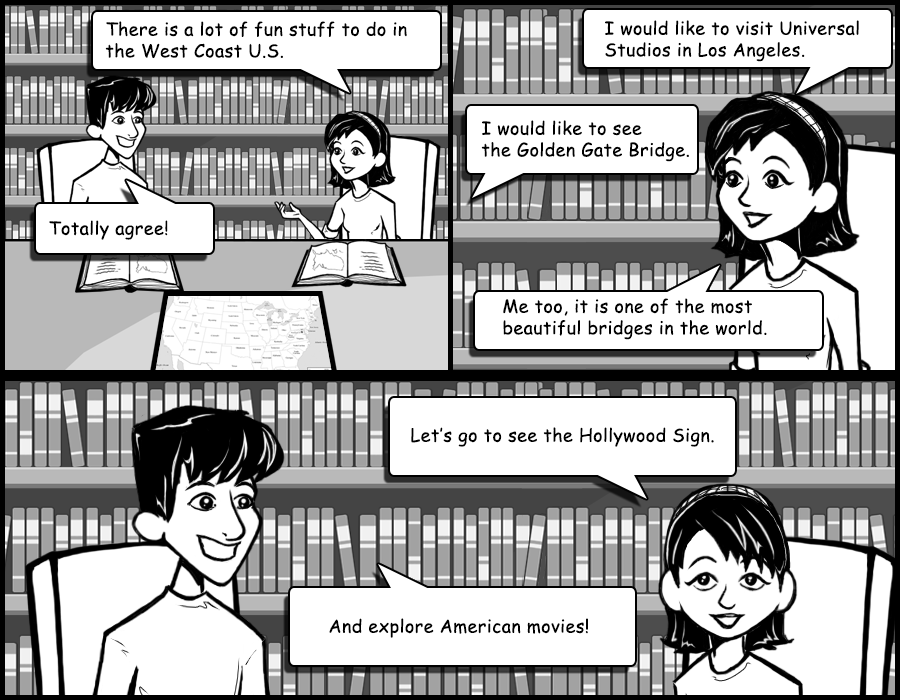 There is a lot of fun stuff to do in
the West Coast U.S.
Totally agree!
I would like to visit Universal
Studios in Los Angeles.
I would like to see
the Golden Gate Bridge.
Me too, it is one of the most
beautiful bridges in the world.
Let's go to see the Hollywood Sign.
And explore American movies!